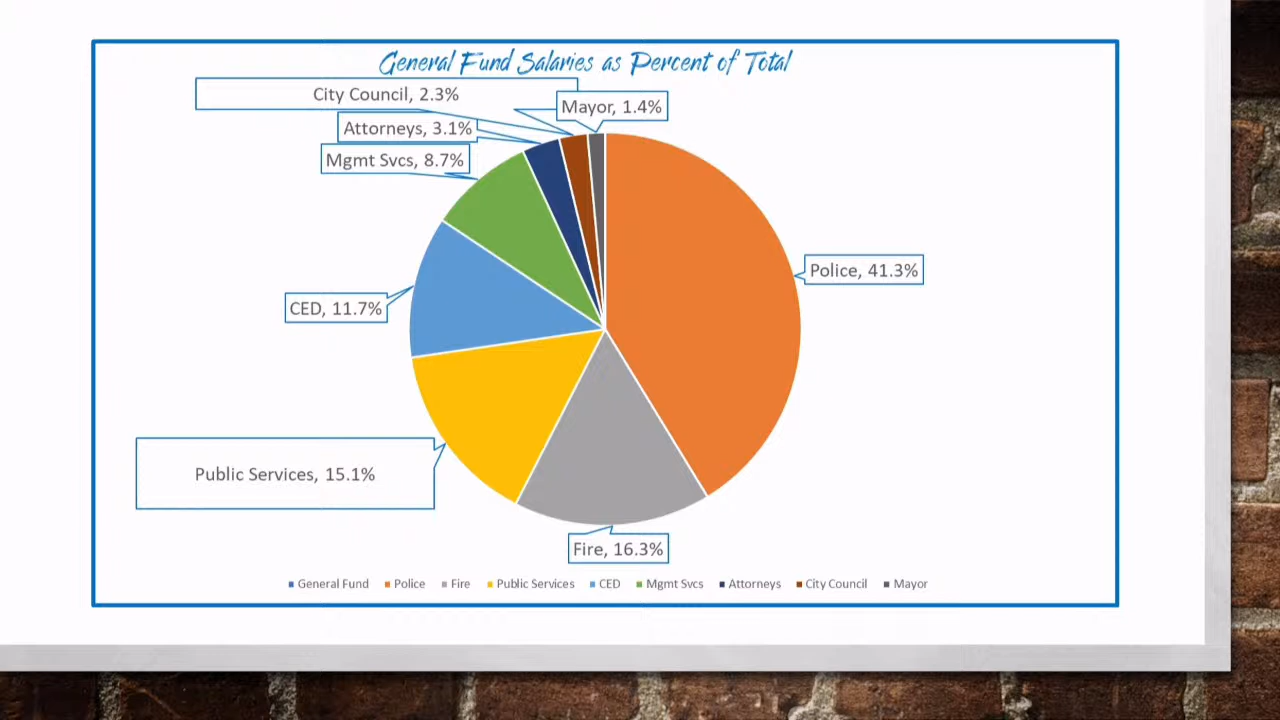 General Fund Salaries as Percent of Total
City Council, 2.3%
Mayor, 1.4%
Attorneys, 3.1%
Mgmt Svcs, 8.7%
Police, 41.3%
CED, 11.7%
Public Services, 15.1%
Fire, 16.3%
General Fund Police Fire Public Services CED Mgmt Svcs Attorneys City Council Mayor